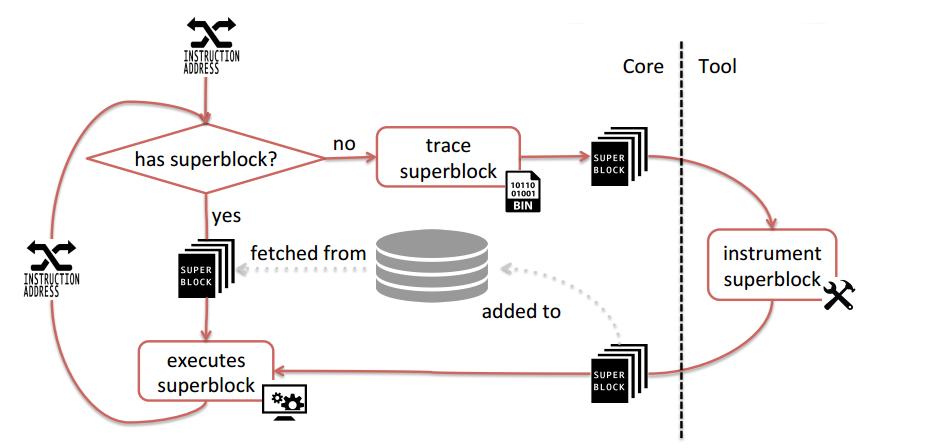 INSTRUCTION
ADDRESS
Core
Tool
has superblock?
no
trace
superblock
10110
01001
BIN
SUPER
BLOCK
yes
INSTRUCTION
ADDRESS
SUPER
BLOCK
fetched from
instrument
superblock
added to
executes
superblock
SUPER
BLOCK